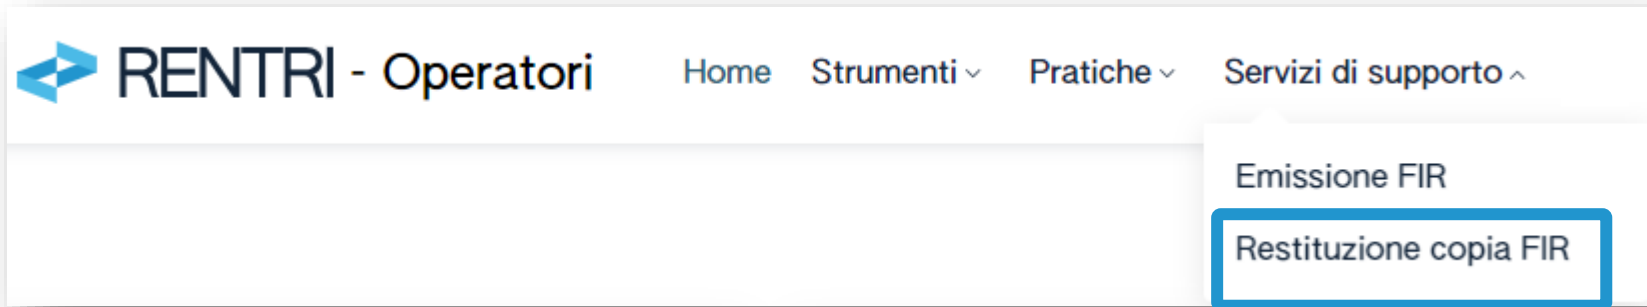 RENTRI - Operatori Home Strumenti Pratiche Servizi di supporto
Emissione FIR
Restituzione copia FIR